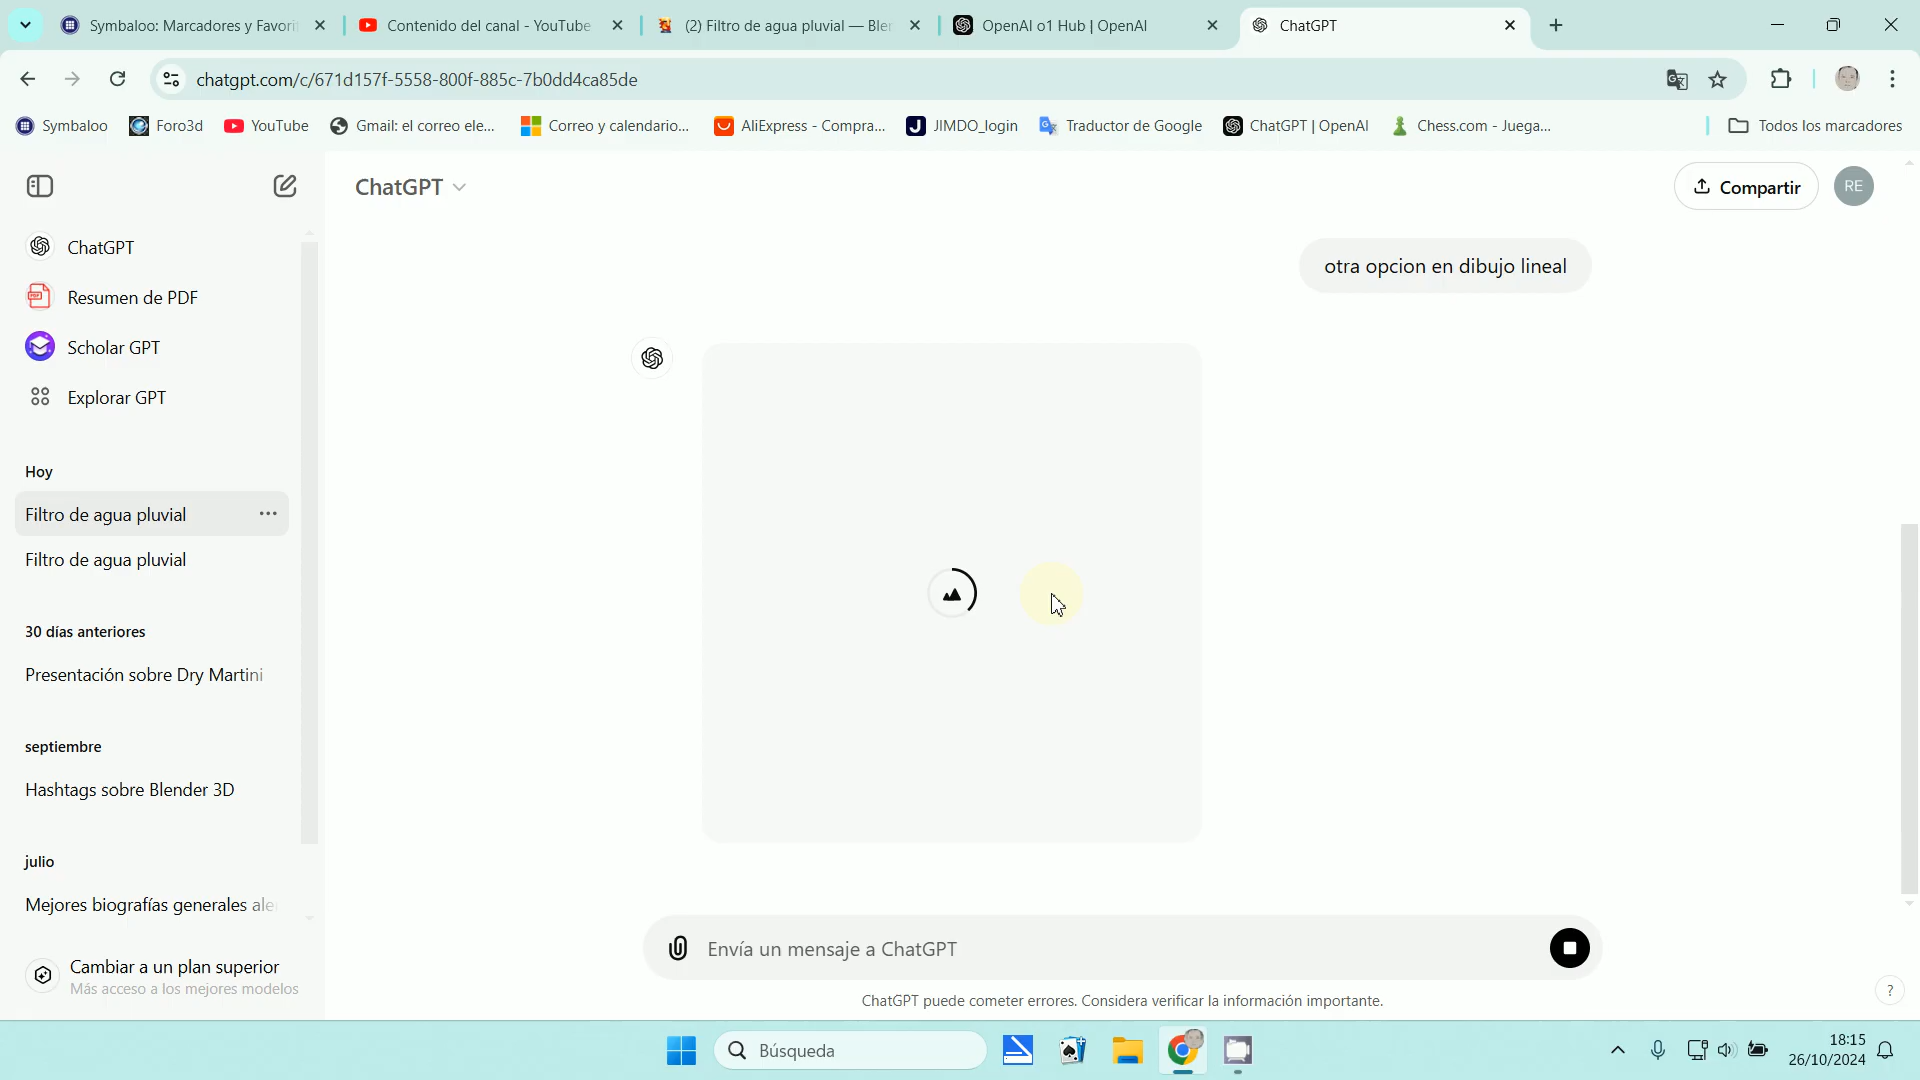 Symbaloo: Marcadores y Favori
Contenido del canal - YouTube
(2) Filtro de agua pluvial — Bler
OpenAI o1 Hub | OpenAI
ChatGPT
chatgpt.com/c/671d157f-5558-800f-885c-7b0dd4ca85de
Symbaloo
Foro3d
YouTube
Gmail: el correo ele...
Correo y calendario...
AliExpress - Compra...
JIMDO_login
Traductor de Google
ChatGPT | OpenAI
Chess.com - Juega...
Todos los marcadores
ChatGPT
Compartir
RE
ChatGPT
Resumen de PDF
Scholar GPT
Explorar GPT
Hoy
Filtro de agua pluvial
Filtro de agua pluvial
30 días anteriores
Presentación sobre Dry Martini
septiembre
Hashtags sobre Blender 3D
julio
Mejores biografías generales ale
Cambiar a un plan superior
Más acceso a los mejores modelos
otra opcion en dibujo lineal
Envía un mensaje a ChatGPT
ChatGPT puede cometer errores. Considera verificar la información importante.
?
Búsqueda
18:15
26/10/2024